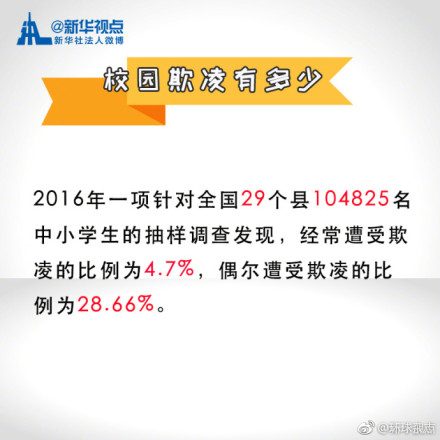 @新华视点
新华社法人微博
校园欺凌有多少
2016年一项针对全国29个县104825名
中小学生的抽样调查发现，经常遭受欺
凌的比例为4.7%，偶尔遭受欺凌的比
例为28.66%。